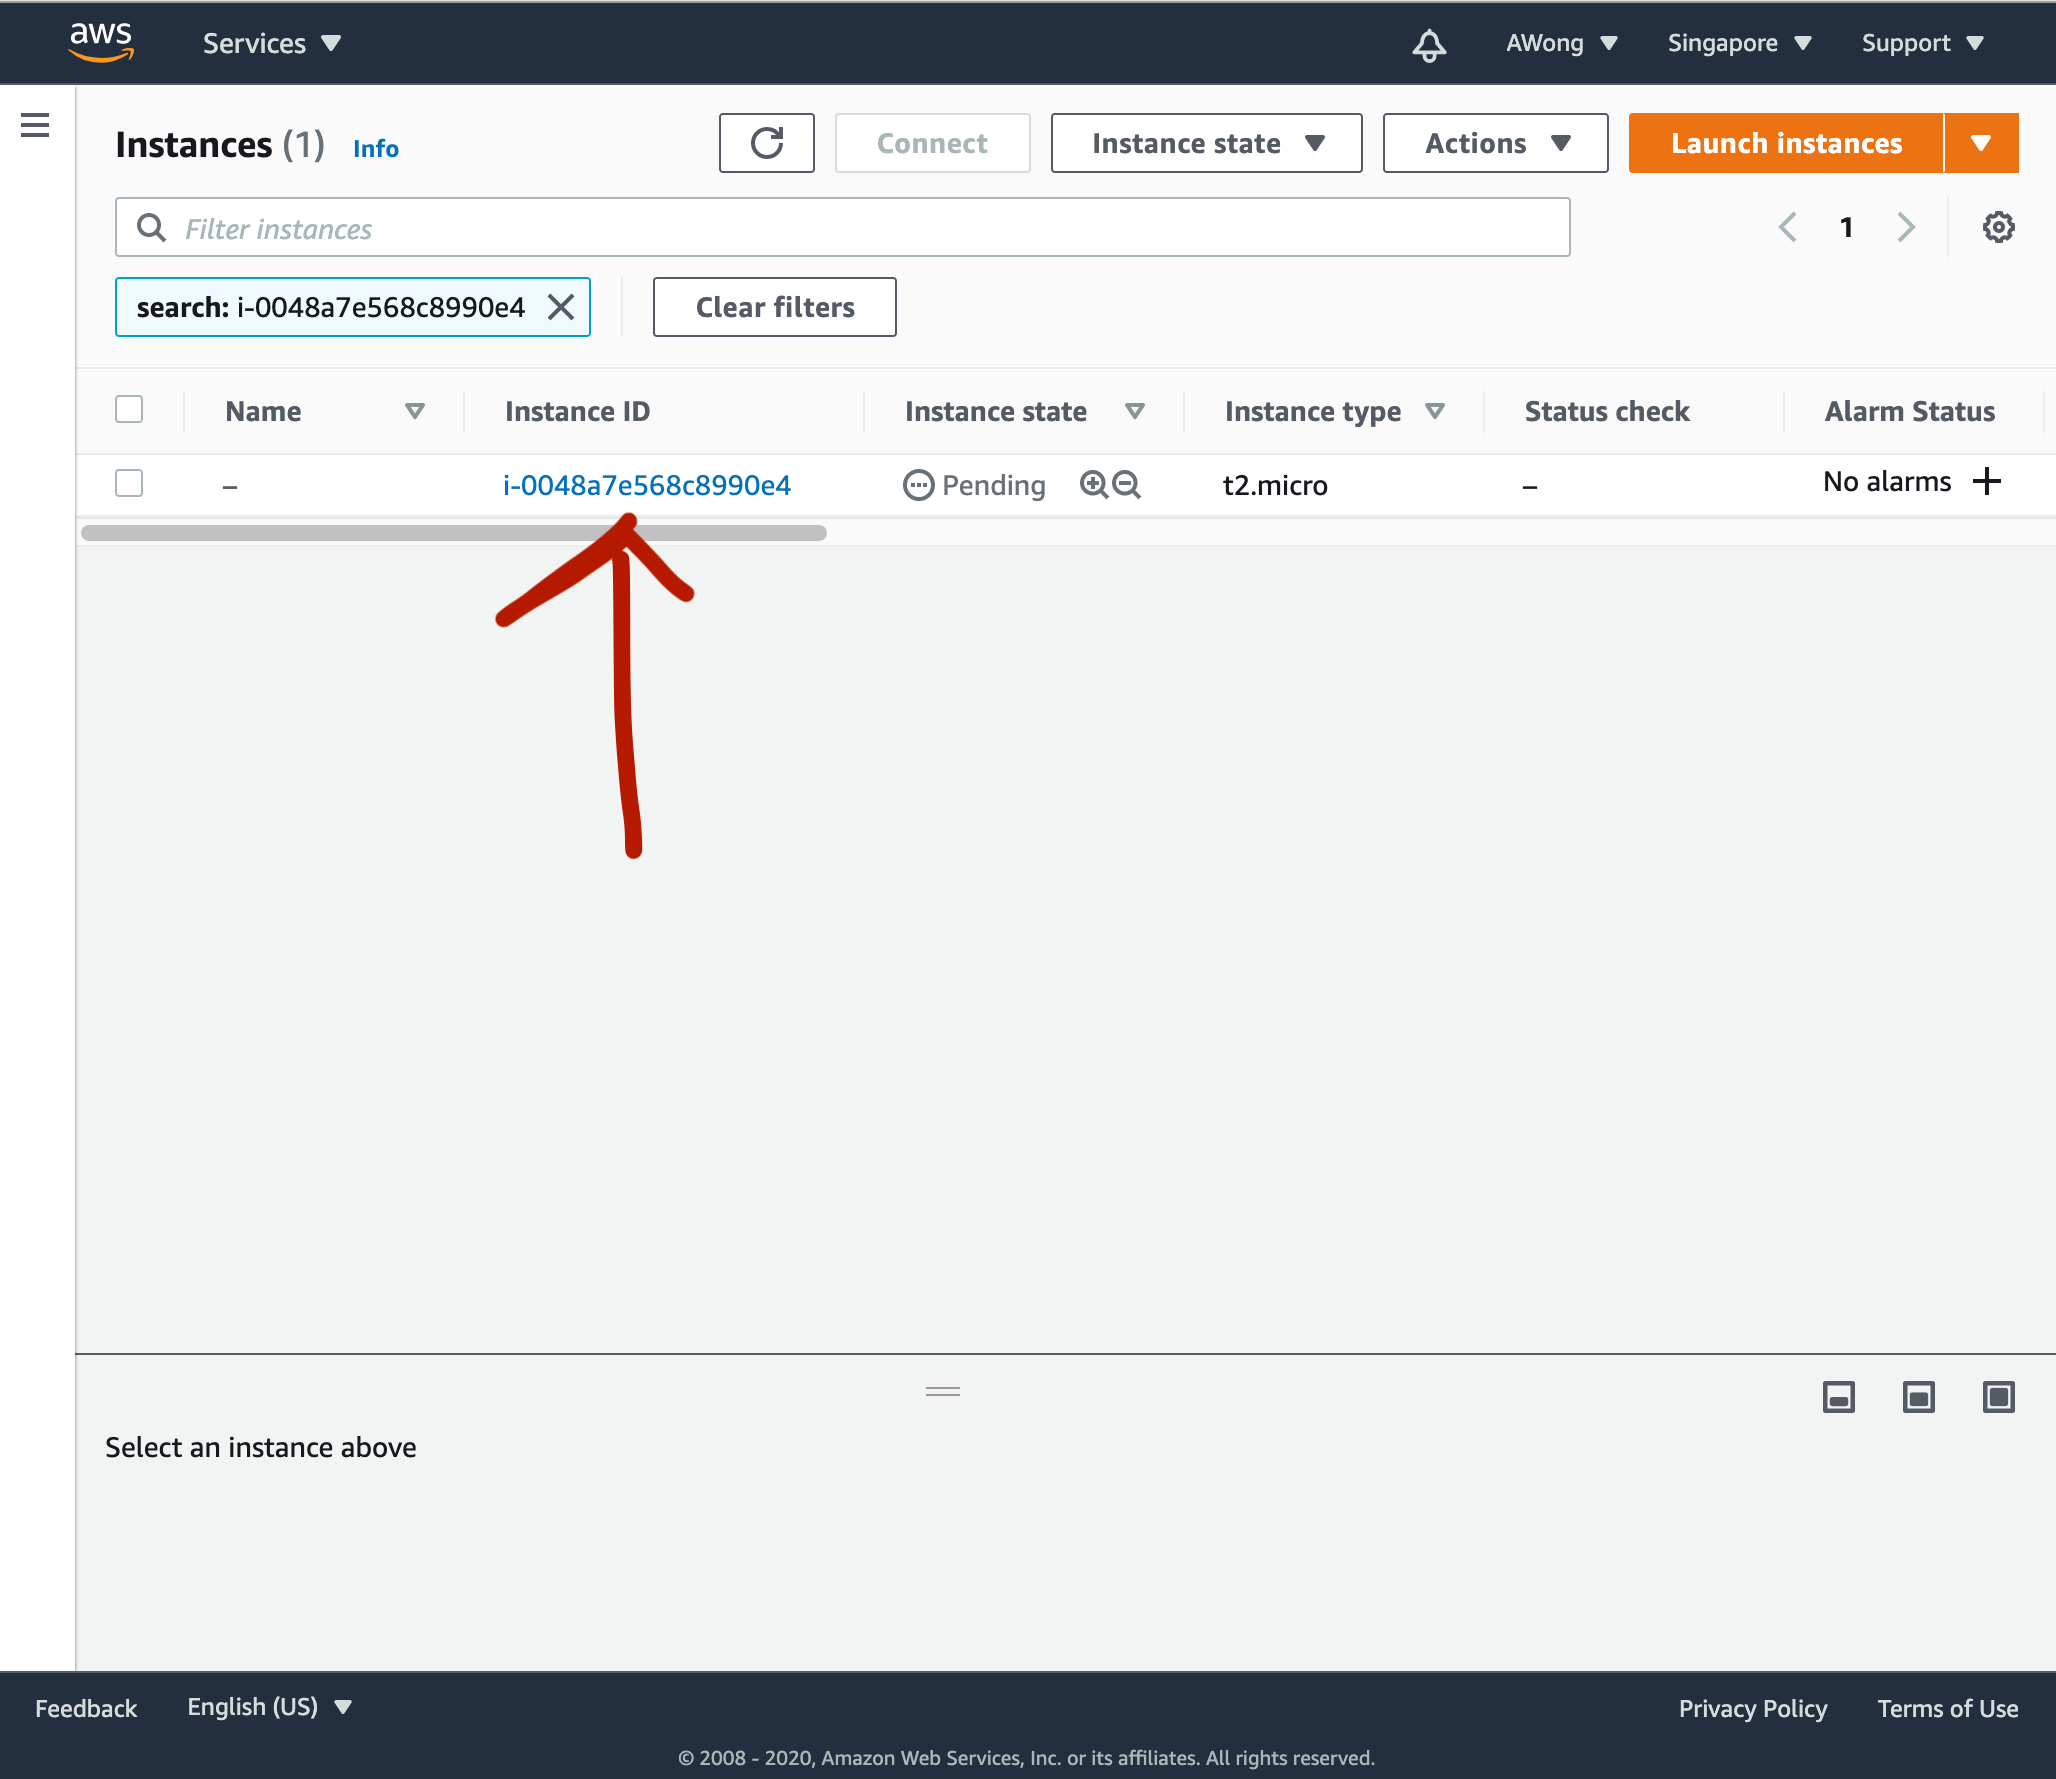 aws Services AWong Singapore Support
Instances (1) Info Connect Instance state Actions Launch instances
Filter instances 1
search: i-0048a7e568c8990e4 Clear filters
Name Instance ID Instance state Instance type Status check Alarm Status
– i-0048a7e568c8990e4 Pending t2.micro – No alarms
Select an instance above
Feedback English (US) Privacy Policy Terms of Use
© 2008 - 2020, Amazon Web Services, Inc. or its affiliates. All rights reserved.